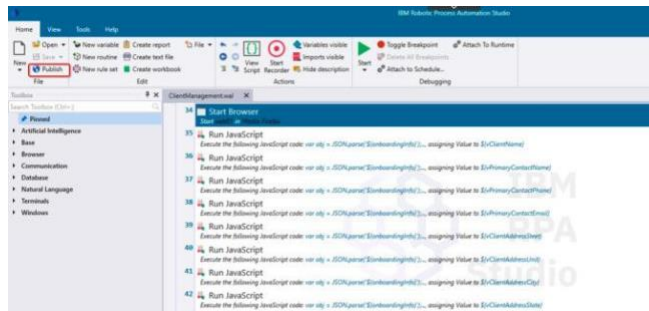 IBM Robotic Process Automation Studio
Home View Tools Help
New
Open
Save
Publish
File
New variable
New routine
New rule set
Create report
Create text file
Create workbook
Edit
File
View Script
Start Recorder
Variables visible
Imports visible
Hide description
Actions
Start
Toggle Breakpoint
Delete All Breakpoints
Attach to Schedule...
Attach To Runtime
Debugging
Toolbox
Search Toolbox (Ctrl+;)
Pinned
Artificial Intelligence
Base
Browser
Communication
Database
Natural Language
Terminals
Windows
ClientManagement.wal
34 Start Browser
Start
35 Run JavaScript
Execute the following JavaScript code: var obj = JSON.parse('${onboardingInfo}')..., assigning Value to ${vClientName}
36 Run JavaScript
Execute the following JavaScript code: var obj = JSON.parse('${onboardingInfo}')..., assigning Value to ${vPrimaryContactName}
37 Run JavaScript
Execute the following JavaScript code: var obj = JSON.parse('${onboardingInfo}')..., assigning Value to ${vPrimaryContactPhone}
38 Run JavaScript
Execute the following JavaScript code: var obj = JSON.parse('${onboardingInfo}')..., assigning Value to ${vPrimaryContactEmail}
39 Run JavaScript
Execute the following JavaScript code: var obj = JSON.parse('${onboardingInfo}')..., assigning Value to ${vClientAddressStreet}
40 Run JavaScript
Execute the following JavaScript code: var obj = JSON.parse('${onboardingInfo}')..., assigning Value to ${vClientAddressUnit}
41 Run JavaScript
Execute the following JavaScript code: var obj = JSON.parse('${onboardingInfo}')..., assigning Value to ${vClientAddressCity}
42 Run JavaScript
Execute the following JavaScript code: var obj = JSON.parse('${onboardingInfo}')..., assigning Value to ${vClientAddressState}
IBM
RPA
Studio